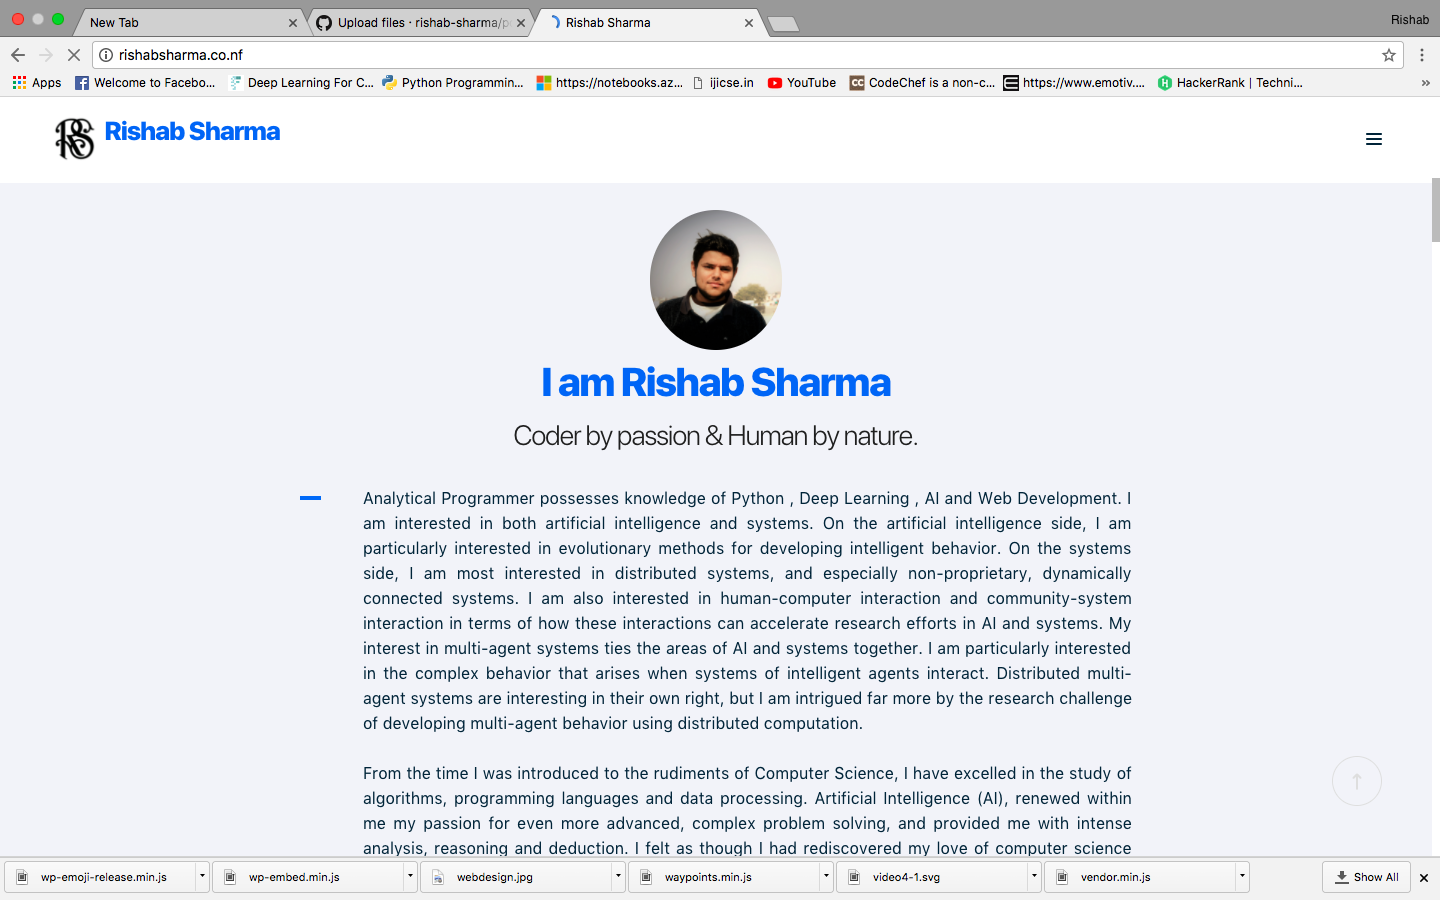 New Tab
Upload files · rishab-sharma/p
Rishab Sharma
Rishab
rishabsharma.co.nf
Apps
Welcome to Facebo...
Deep Learning For C...
Python Programmin...
https://notebooks.az...
ijicse.in
YouTube
CC
CodeChef is a non-c...
https://www.emotiv....
HackerRank | Techni...
»
RS
Rishab Sharma
I am Rishab Sharma
Coder by passion & Human by nature.
Analytical Programmer possesses knowledge of Python , Deep Learning , AI and Web Development. I
am interested in both artificial intelligence and systems. On the artificial intelligence side, I am
particularly interested in evolutionary methods for developing intelligent behavior. On the systems
side, I am most interested in distributed systems, and especially non-proprietary, dynamically
connected systems. I am also interested in human-computer interaction and community-system
interaction in terms of how these interactions can accelerate research efforts in AI and systems. My
interest in multi-agent systems ties the areas of AI and systems together. I am particularly interested
in the complex behavior that arises when systems of intelligent agents interact. Distributed multi-
agent systems are interesting in their own right, but I am intrigued far more by the research challenge
of developing multi-agent behavior using distributed computation.
From the time I was introduced to the rudiments of Computer Science, I have excelled in the study of
algorithms, programming languages and data processing. Artificial Intelligence (AI), renewed within
me my passion for even more advanced, complex problem solving, and provided me with intense
analysis, reasoning and deduction. I felt as though I had rediscovered my love of computer science
wp-emoji-release.min.js
wp-embed.min.js
webdesign.jpg
waypoints.min.js
video4-1.svg
vendor.min.js
Show All